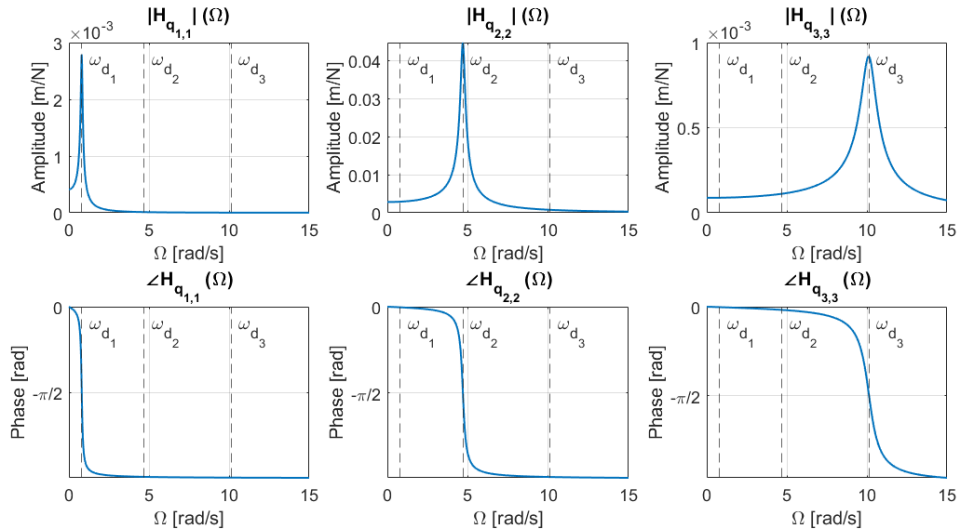 |H_{q_{1,1}}| (Ω)
×10^{-3}
Amplitude [m/N]
3
2
1
0
ω_{d_1}
ω_{d_2}
ω_{d_3}
0 5 10 15
Ω [rad/s]
|H_{q_{2,2}}| (Ω)
Amplitude [m/N]
0.04
0.03
0.02
0.01
0
ω_{d_1}
ω_{d_2}
ω_{d_3}
0 5 10 15
Ω [rad/s]
|H_{q_{3,3}}| (Ω)
×10^{-3}
Amplitude [m/N]
1
0.5
0
ω_{d_1}
ω_{d_2}
ω_{d_3}
0 5 10 15
Ω [rad/s]
∠H_{q_{1,1}} (Ω)
Phase [rad]
0
-π/2
ω_{d_1}
ω_{d_2}
ω_{d_3}
0 5 10 15
Ω [rad/s]
∠H_{q_{2,2}} (Ω)
Phase [rad]
0
-π/2
ω_{d_1}
ω_{d_2}
ω_{d_3}
0 5 10 15
Ω [rad/s]
∠H_{q_{3,3}} (Ω)
Phase [rad]
0
-π/2
ω_{d_1}
ω_{d_2}
ω_{d_3}
0 5 10 15
Ω [rad/s]